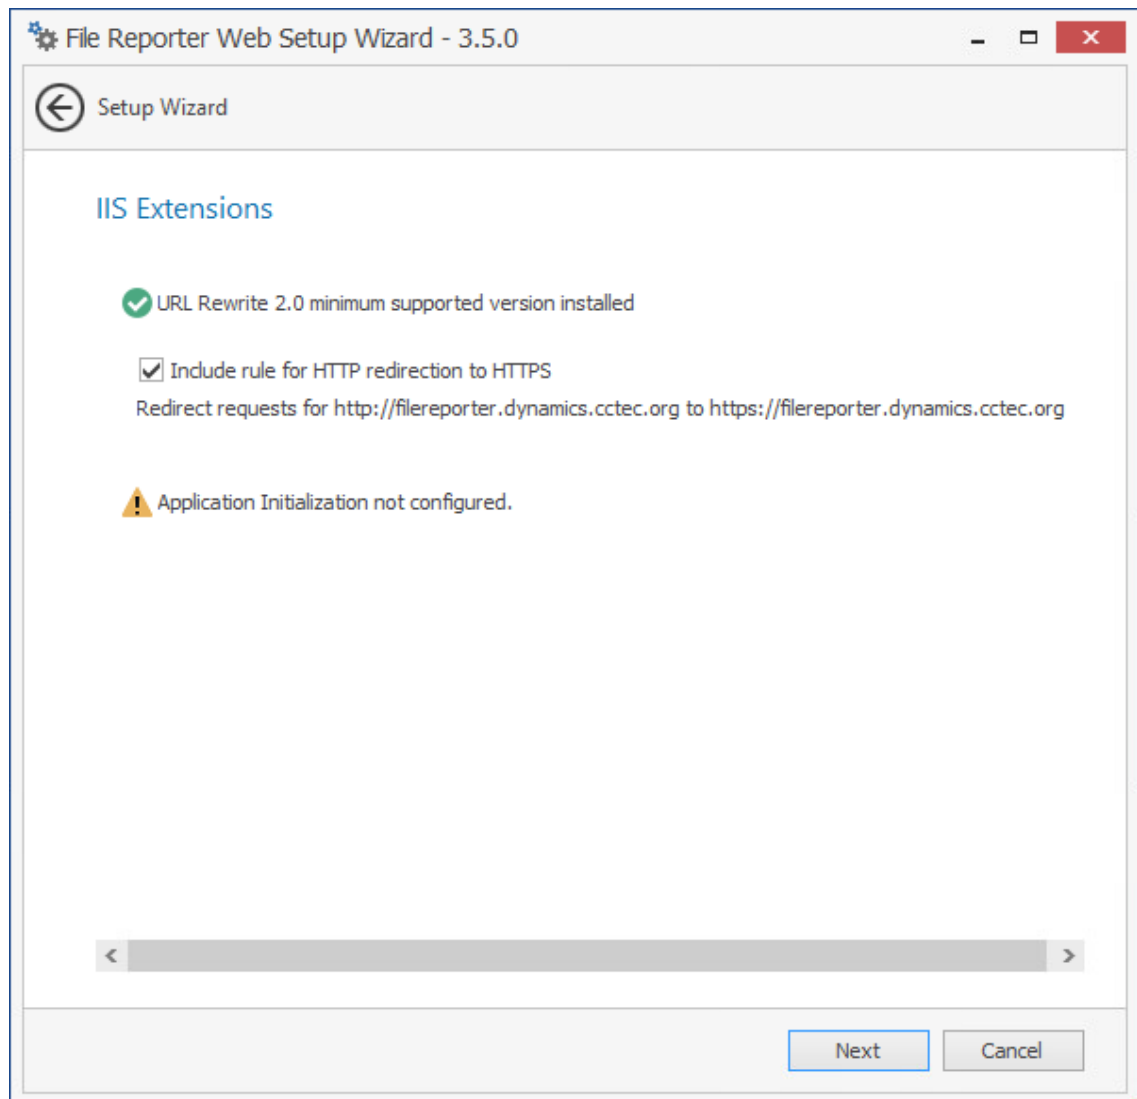 File Reporter Web Setup Wizard - 3.5.0
Setup Wizard
IIS Extensions
URL Rewrite 2.0 minimum supported version installed
Include rule for HTTP redirection to HTTPS
Redirect requests for http://filereporter.dynamics.cctec.org to https://filereporter.dynamics.cctec.org
Application Initialization not configured.
Next
Cancel